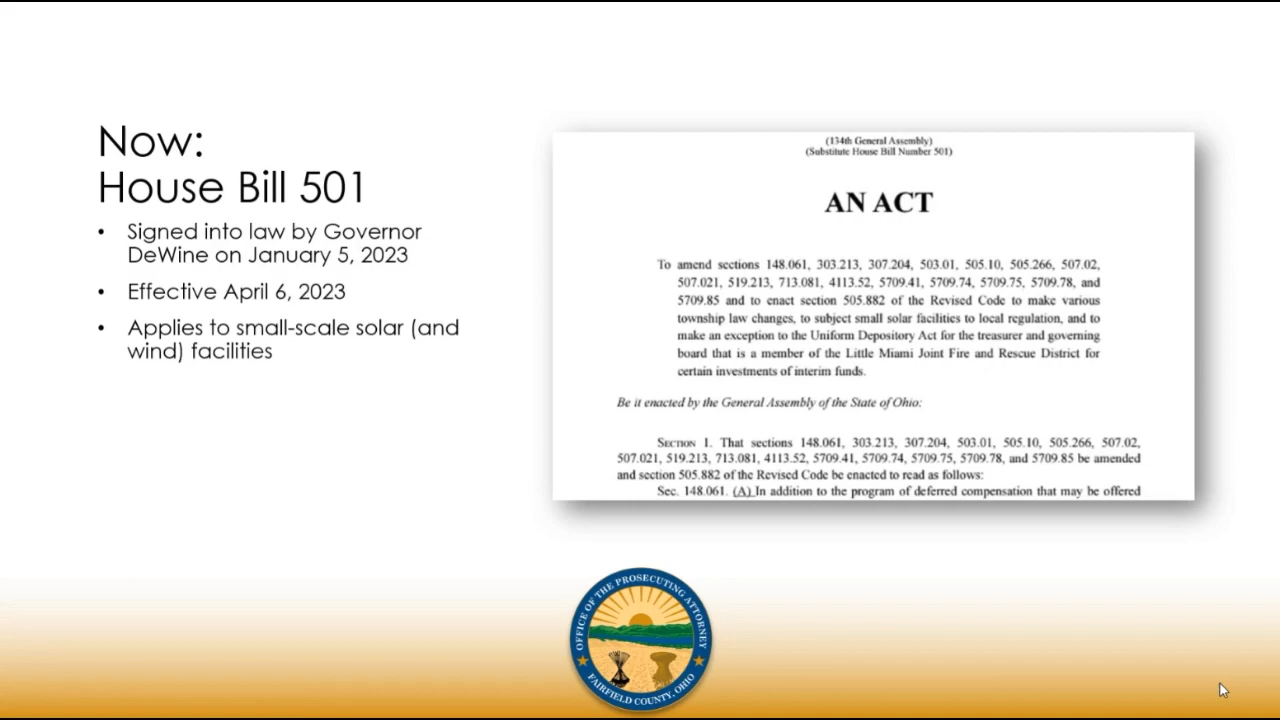 Now:
House Bill 501
• Signed into law by Governor
DeWine on January 5, 2023
• Effective April 6, 2023
• Applies to small-scale solar (and
wind) facilities
(134th General Assembly)
(Substitute House Bill Number 501)
AN ACT
To amend sections 148.061, 303.213, 307.204, 503.01, 505.10, 505.266, 507.02,
507.021, 519.213, 713.081, 4113.52, 5709.41, 5709.74, 5709.75, 5709.78, and
5709.85 and to enact section 505.882 of the Revised Code to make various
township law changes, to subject small solar facilities to local regulation, and to
make an exception to the Uniform Depository Act for the treasurer and governing
board that is a member of the Little Miami Joint Fire and Rescue District for
certain investments of interim funds.
Be it enacted by the General Assembly of the State of Ohio:
SECTION 1. That sections 148.061, 303.213, 307.204, 503.01, 505.10, 505.266, 507.02,
507.021, 519.213, 713.081, 4113.52, 5709.41, 5709.74, 5709.75, 5709.78, and 5709.85 be amended
and section 505.882 of the Revised Code be enacted to read as follows:
Sec. 148.061. (A) In addition to the program of deferred compensation that may be offered
OFFICE OF THE PROSECUTING ATTORNEY
FAIRFIELD COUNTY, OHIO